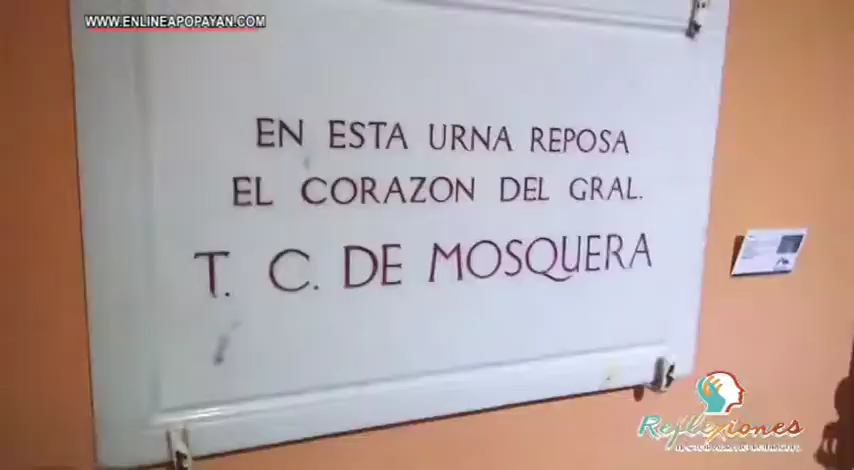 WWW.ENLINEAPOPAYAN.COM
EN ESTA URNA REPOSA
EL CORAZON DEL GRAL.
T. C. DE MOSQUERA
Reflexiones